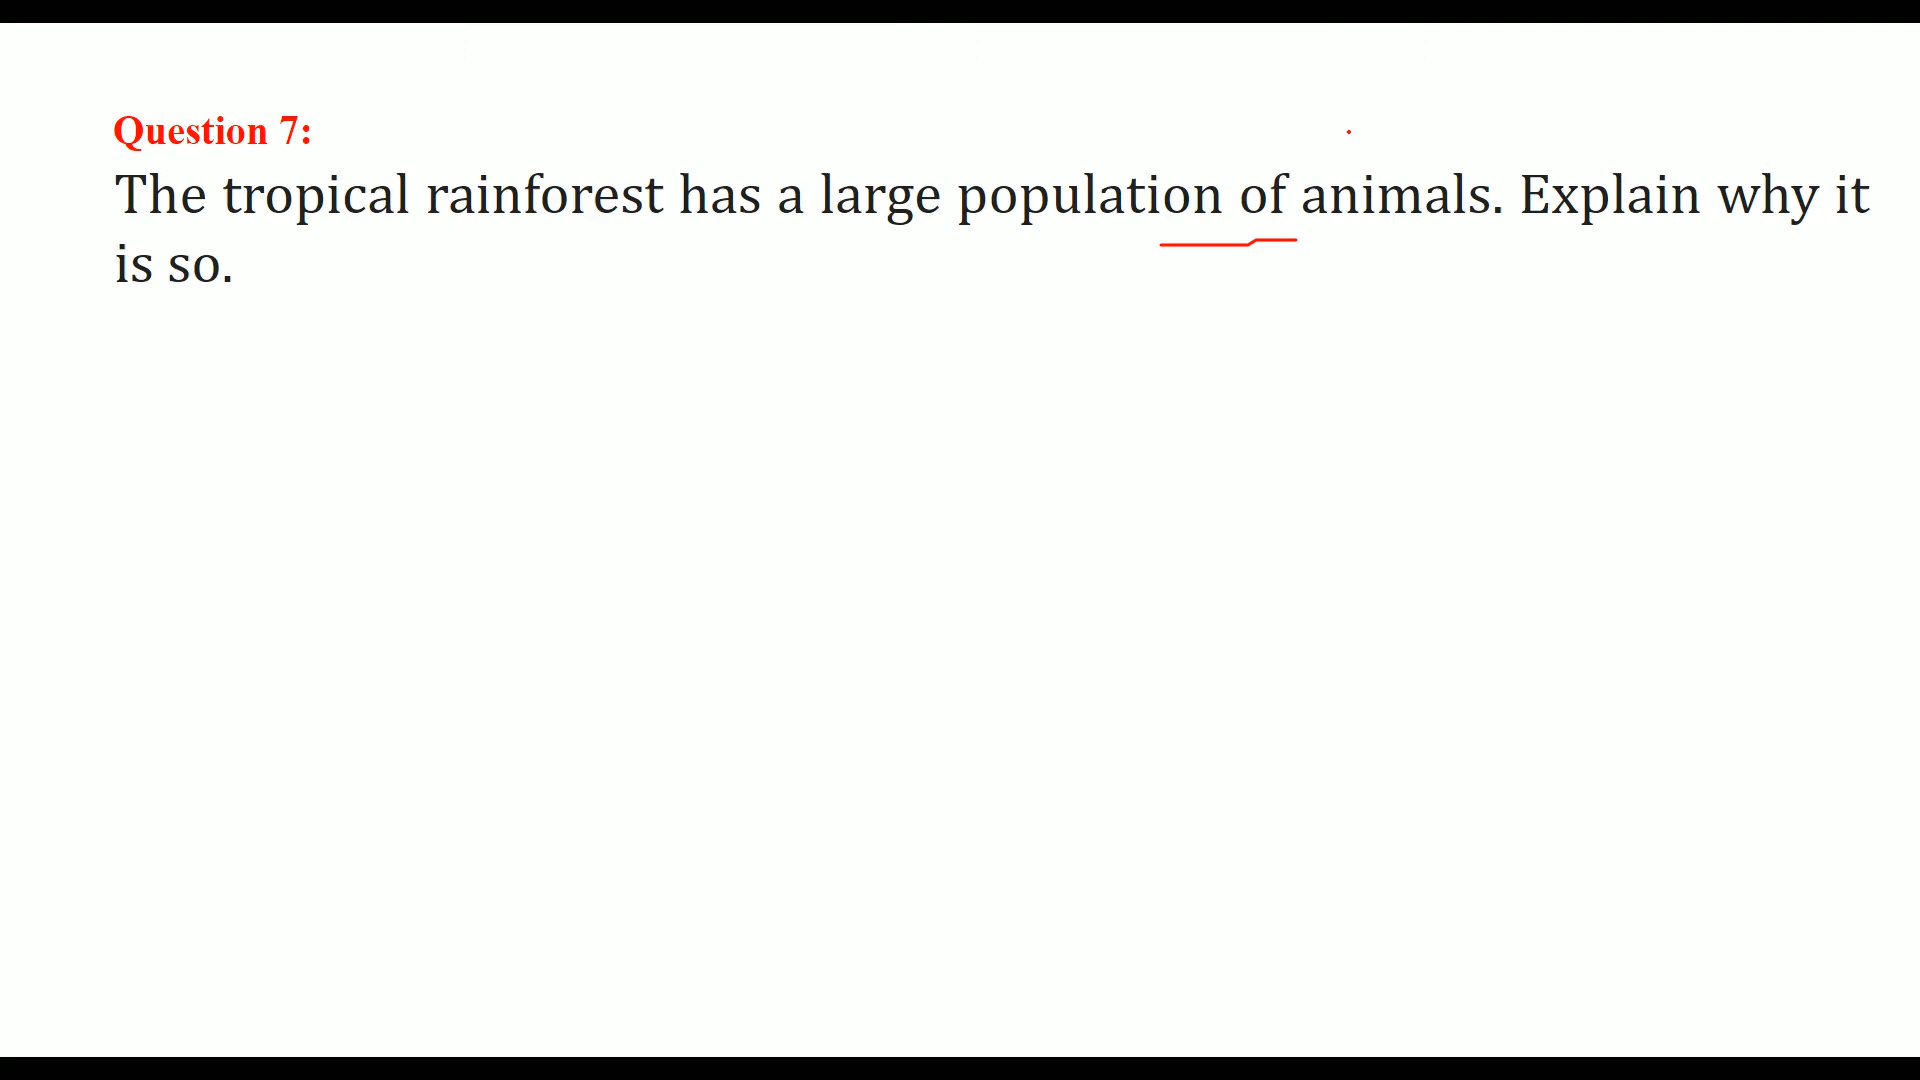 Question 7:
The tropical rainforest has a large population of animals. Explain why it
is so.